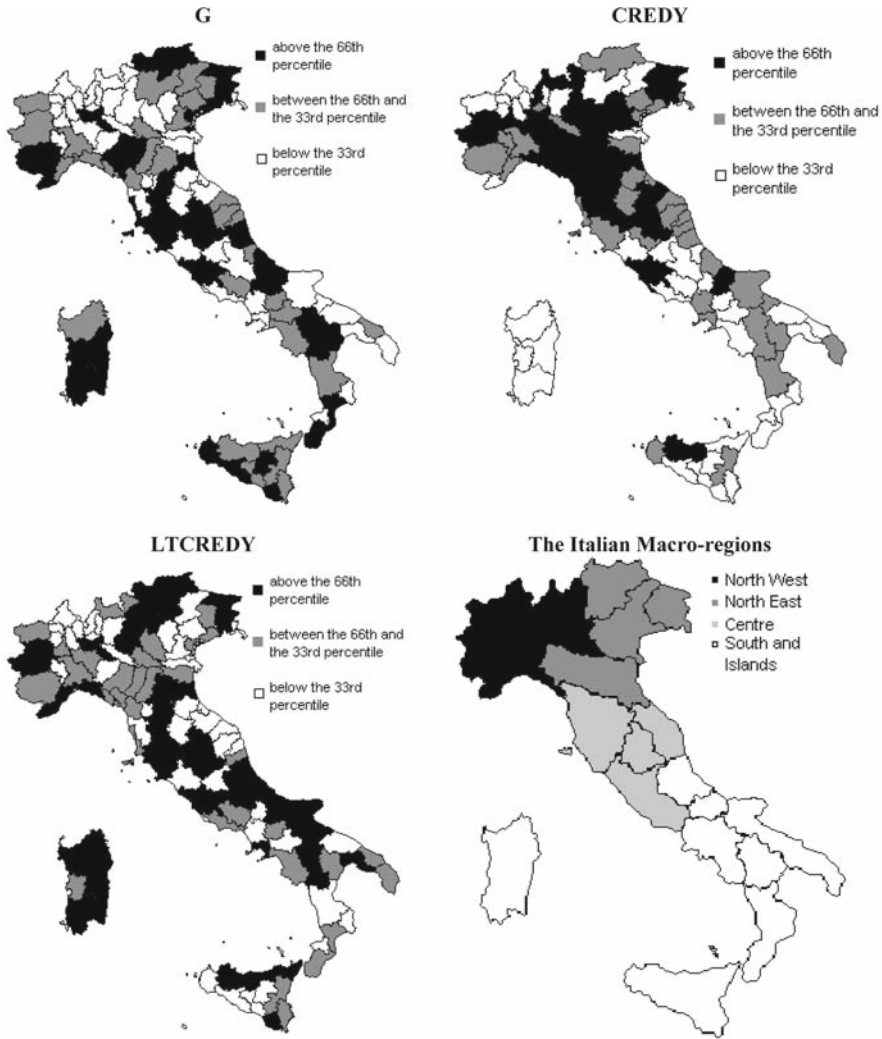 G
above the 66th
percentile
between the 66th and
the 33rd percentile
below the 33rd
percentile
CREDY
above the 66th
percentile
between the 66th and
the 33rd percentile
below the 33rd
percentile
LTCREDY
above the 66th
percentile
between the 66th and
the 33rd percentile
below the 33rd
percentile
The Italian Macro-regions
North West
North East
Centre
South and
Islands